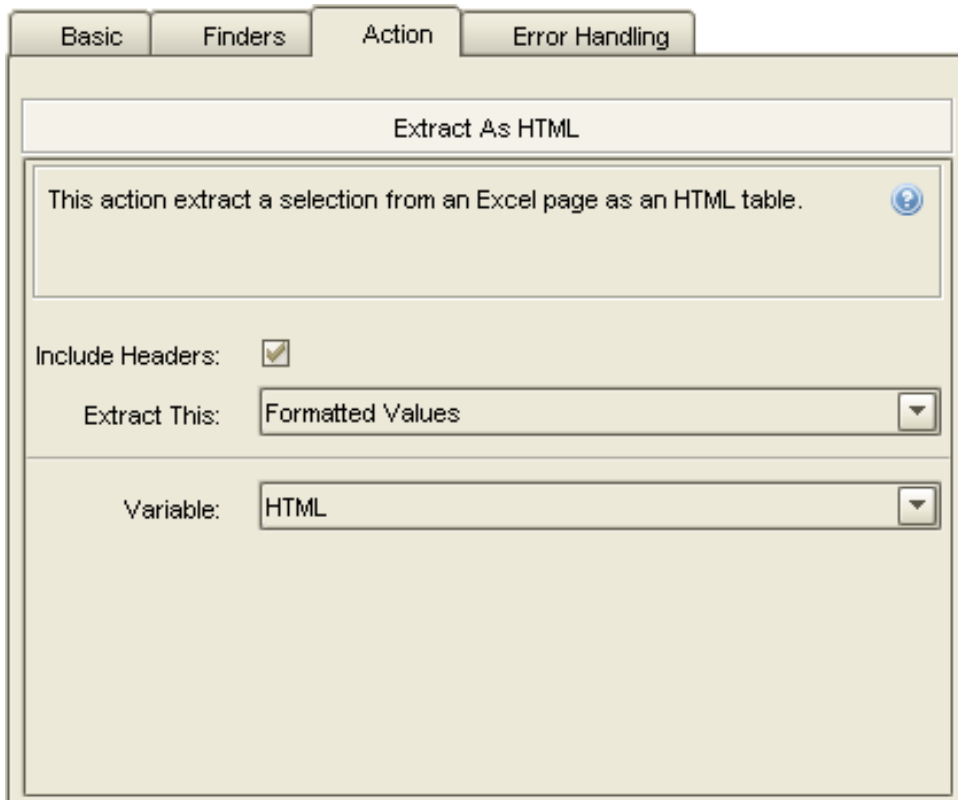 Basic
Finders
Action
Error Handling
Extract As HTML
This action extract a selection from an Excel page as an HTML table.
Include Headers:
Extract This: Formatted Values
Variable: HTML